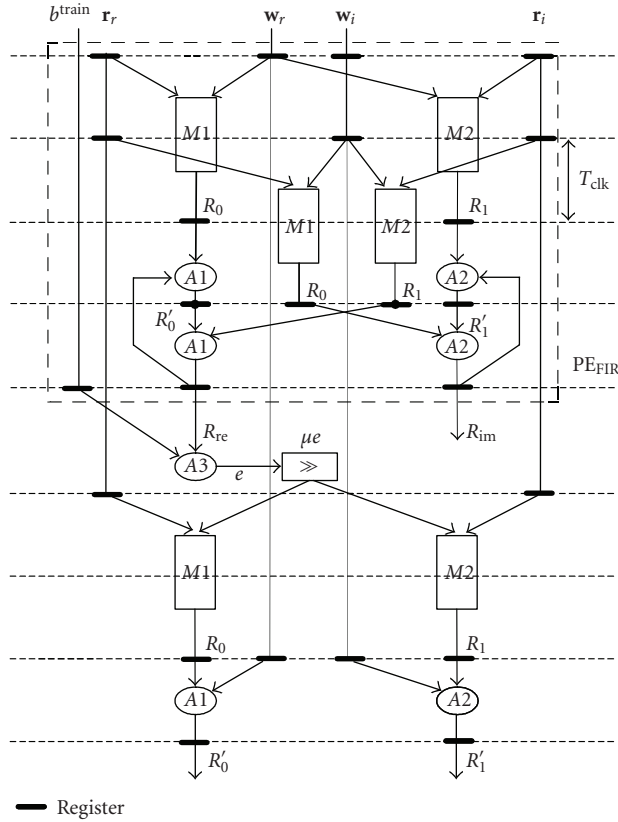 b^train r_r w_r w_i r_i
M1 M2
T_clk
R_0 M1 M2 R_1
A1 A2
R_0 R_1
R′_0 R′_1
A1 A2
PE_FIR
R_re μe R_im
A3 e ≫
M1 M2
R_0 R_1
A1 A2
R′_0 R′_1
Register